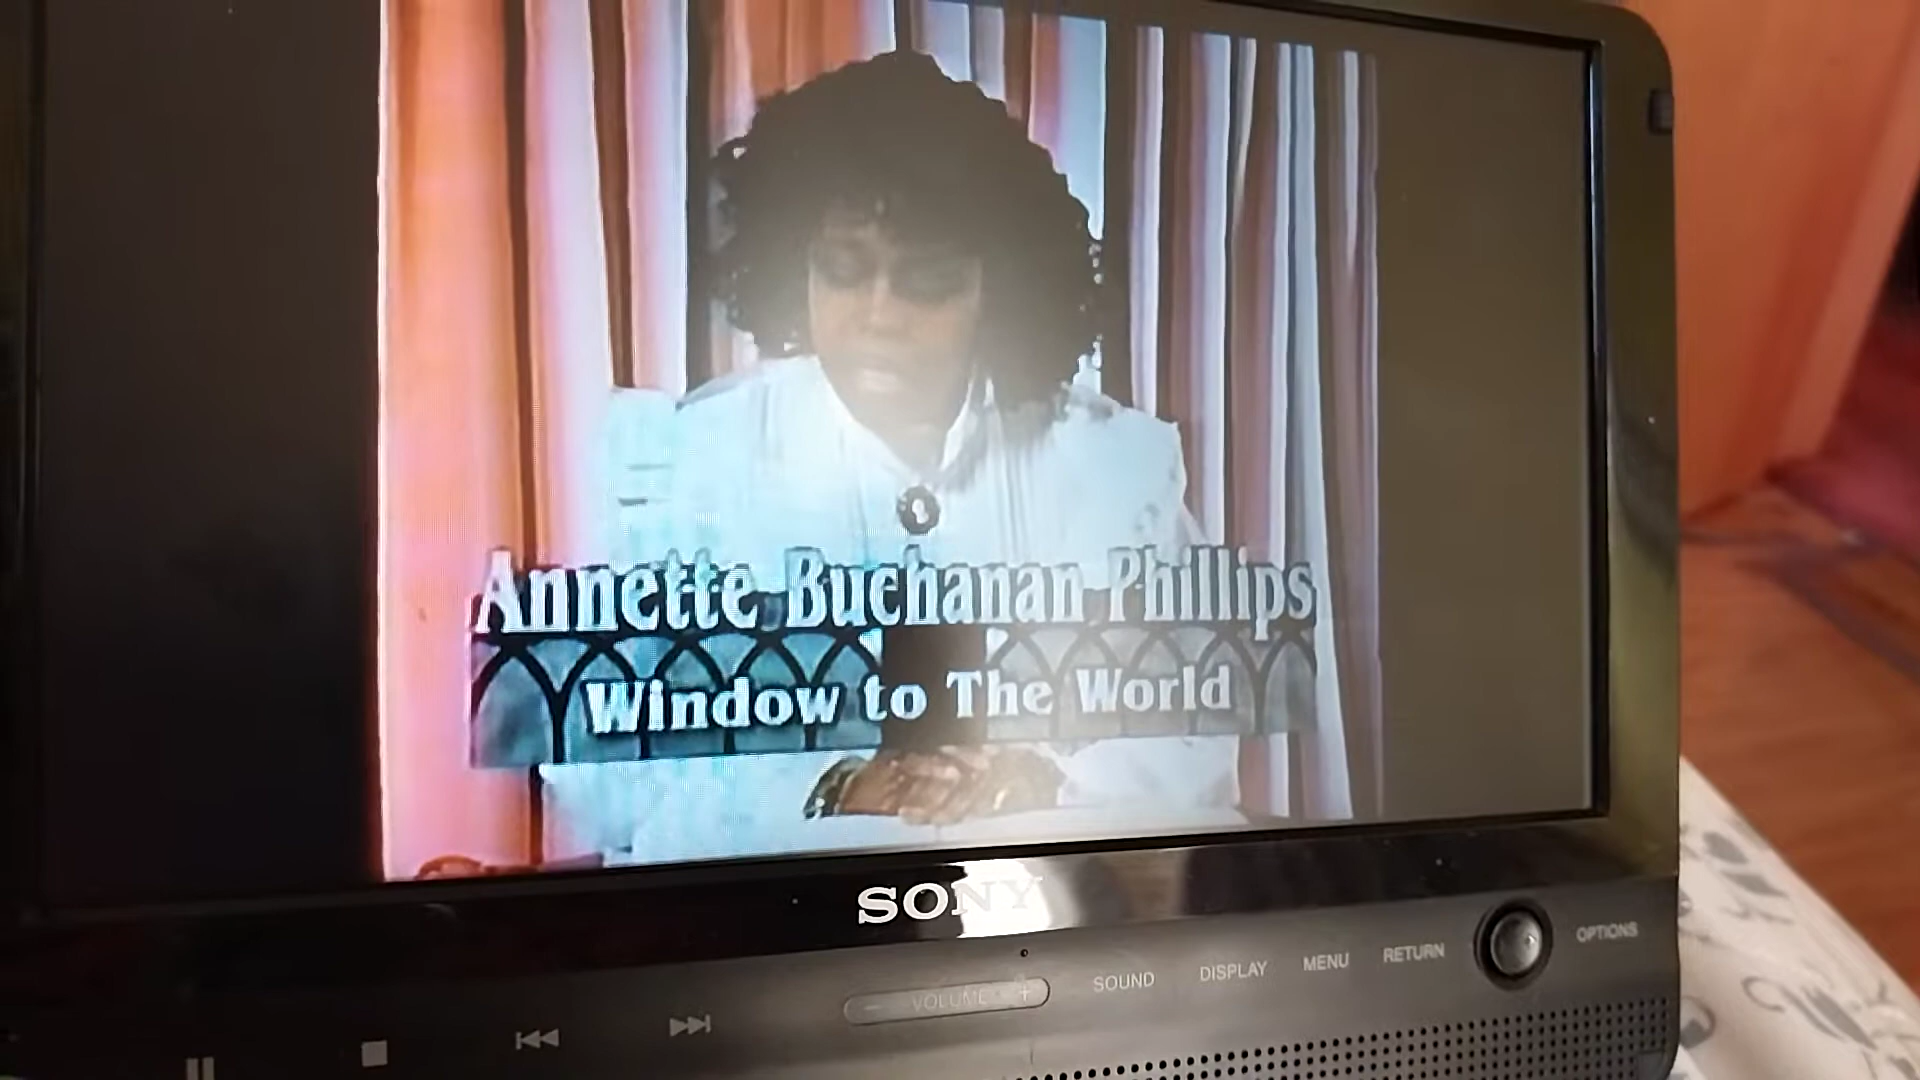 Annette Buchanan Phillips
Window to The World
SONY
VOLUME
SOUND
DISPLAY
MENU
RETURN
OPTIONS